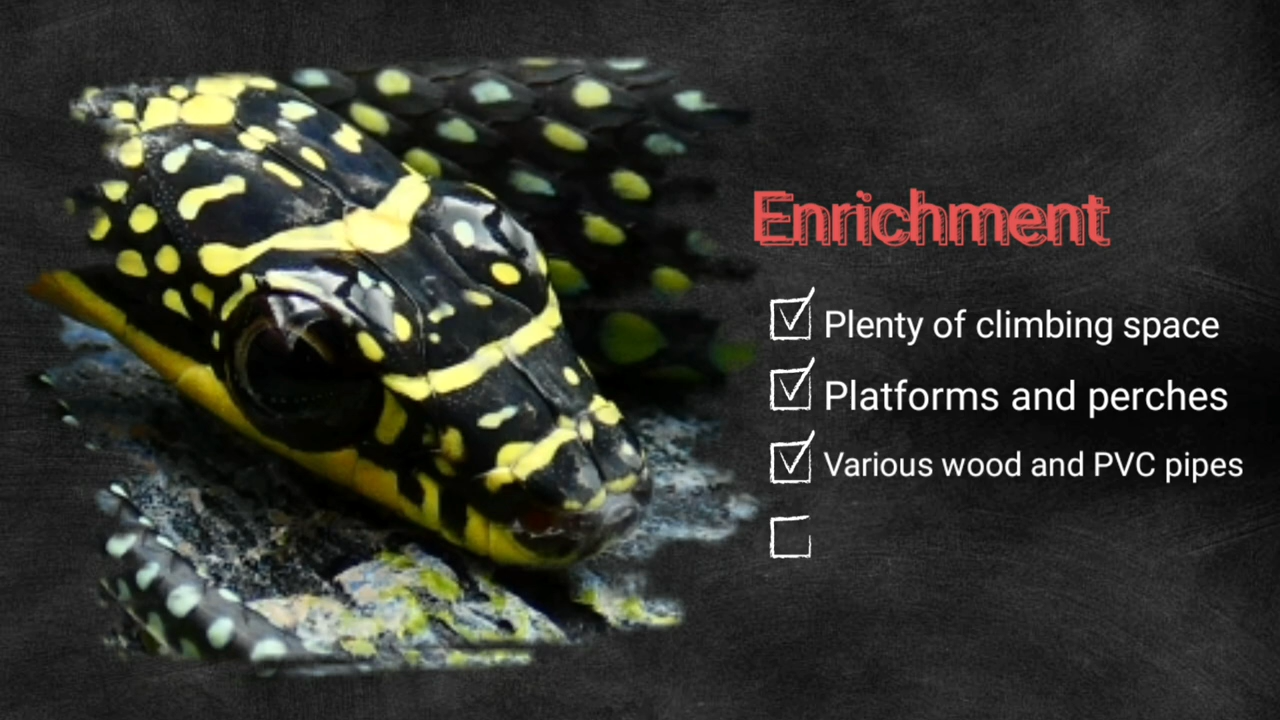 Enrichment
Plenty of climbing space
Platforms and perches
Various wood and PVC pipes